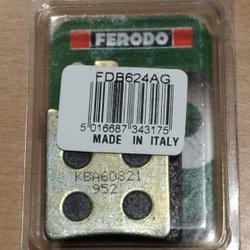 FERODO
FDB624AG
5 016687 343175
MADE IN ITALY
KBA60821
952